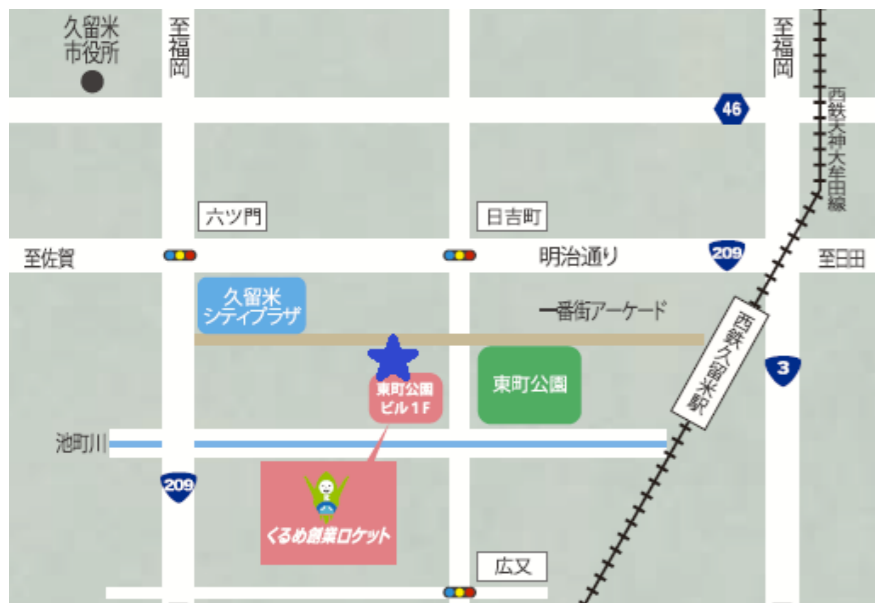 久留米
市役所
至福岡
至福岡
46
西鉄天神大牟田線
六ツ門
日吉町
至佐賀
明治通り
209
至日田
久留米
シティプラザ
一番街アーケード
西鉄久留米駅
3
東町公園
ビル1F
東町公園
池町川
209
くるめ創業ロケット
広又